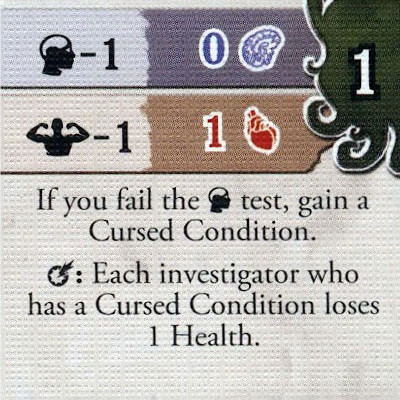 -1 0 1
-1 1
If you fail the test, gain a
Cursed Condition.
: Each investigator who
has a Cursed Condition loses
1 Health.